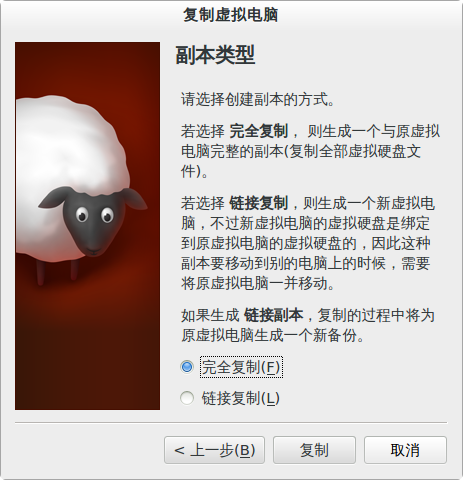 复制虚拟电脑
副本类型
请选择创建副本的方式。
若选择 完全复制， 则生成一个与原虚拟
电脑完整的副本(复制全部虚拟硬盘文
件)。
若选择 链接复制，则生成一个新虚拟电
脑，不过新虚拟电脑的虚拟硬盘是绑定
到原虚拟电脑的虚拟硬盘的，因此这种
副本要移动到别的电脑上的时候，需要
将原虚拟电脑一并移动。
如果生成 链接副本，复制的过程中将为
原虚拟电脑生成一个新备份。
完全复制(F)
链接复制(L)
< 上一步(B)
复制
取消